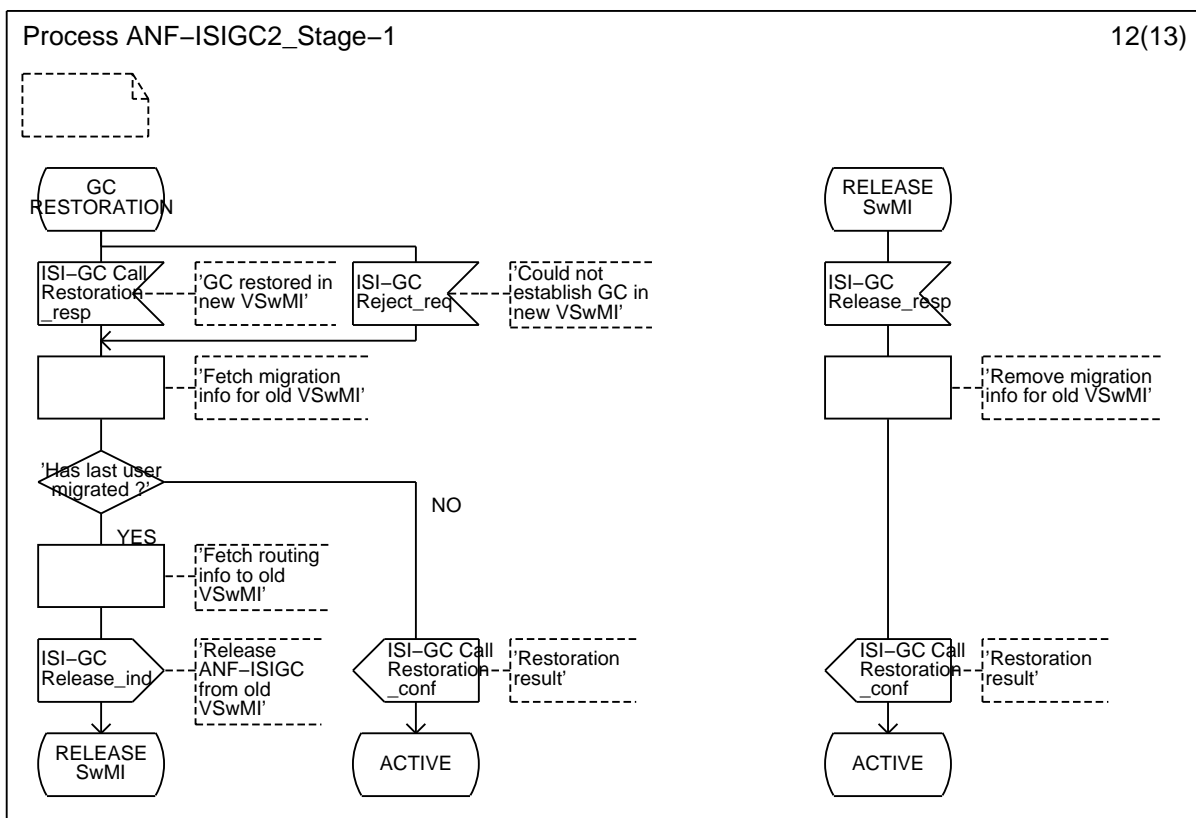 Process ANF−ISIGC2_Stage−1
12(13)
GC
RESTORATION
RELEASE
SwMI
ISI−GC Call
Restoration
_resp
'GC restored in
new VSwMI'
ISI−GC
Reject_req
'Could not
establish GC in
new VSwMI'
ISI−GC
Release_resp
'Fetch migration
info for old VSwMI'
'Remove migration
info for old VSwMI'
'Has last user
migrated ?'
NO
YES
'Fetch routing
info to old
VSwMI'
ISI−GC
Release_ind
'Release
ANF−ISIGC
from old
VSwMI'
ISI−GC Call
Restoration
_conf
'Restoration
result'
ISI−GC Call
Restoration
_conf
'Restoration
result'
RELEASE
SwMI
ACTIVE
ACTIVE